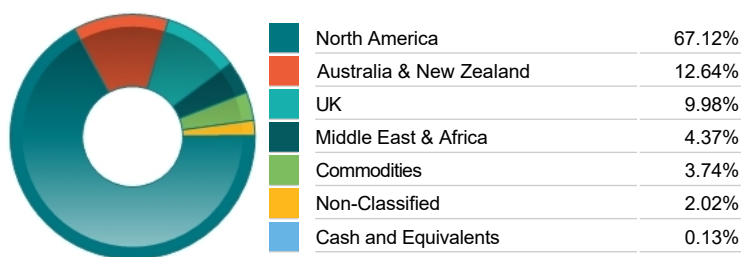 North America 67.12%
Australia & New Zealand 12.64%
UK 9.98%
Middle East & Africa 4.37%
Commodities 3.74%
Non-Classified 2.02%
Cash and Equivalents 0.13%